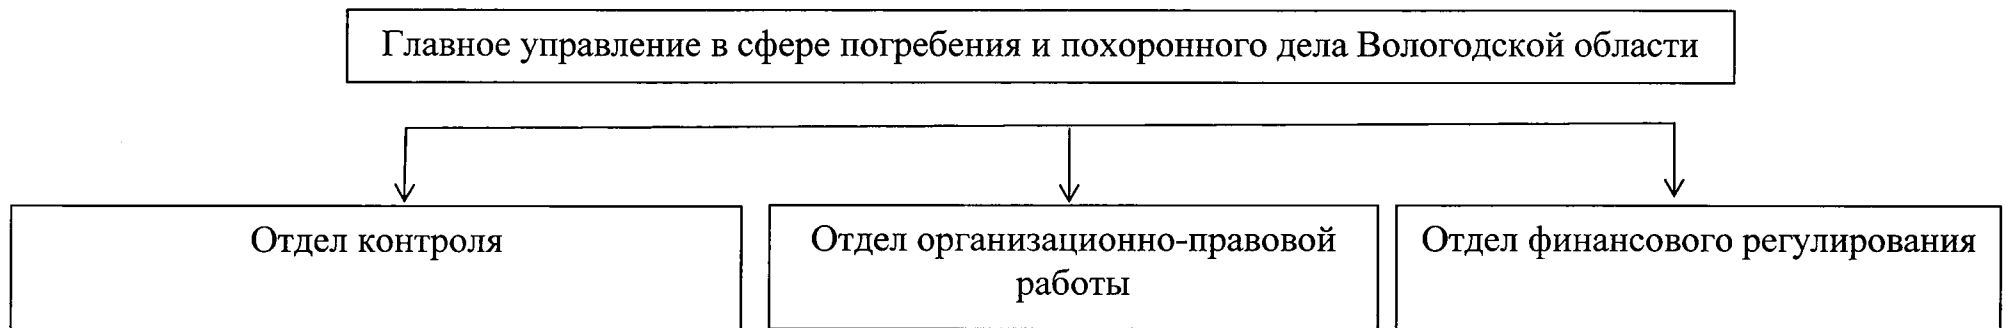 Главное управление в сфере погребения и похоронного дела Вологодской области
Отдел контроля
Отдел организационно-правовой
работы
Отдел финансового регулирования